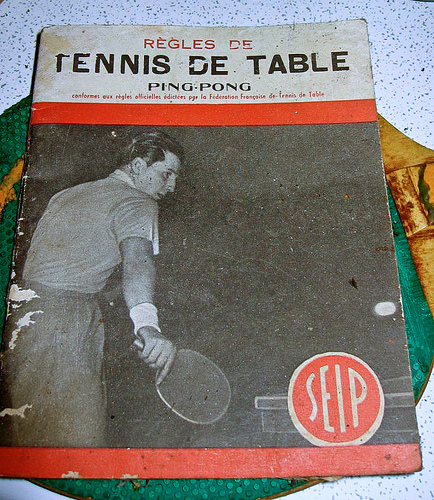 RÈGLES DE
TENNIS DE TABLE
PING-PONG
conformes aux règles officielles édictées par la Fédération Française de Tennis de Table
SEIP